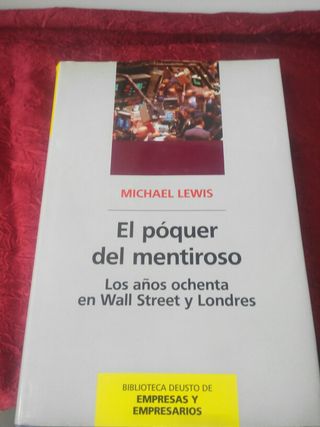 MICHAEL LEWIS
El póquer
del mentiroso
Los años ochenta
en Wall Street y Londres
BIBLIOTECA DEUSTO DE
EMPRESAS Y
EMPRESARIOS